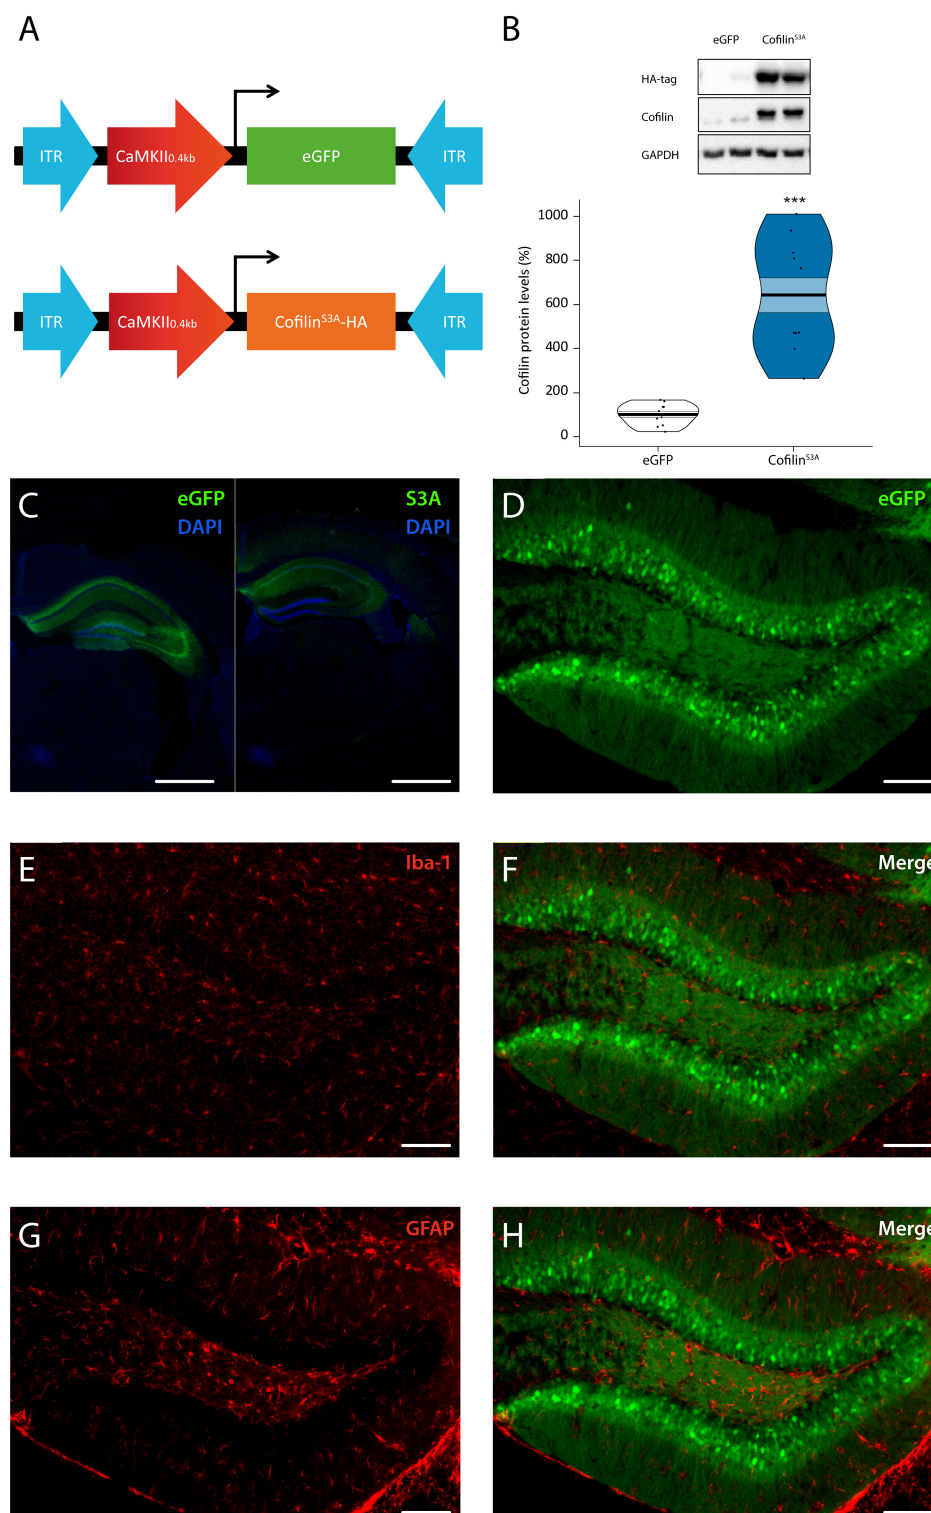 A
ITR CaMKII0.4kb eGFP ITR
ITR CaMKII0.4kb CofilinS3A-HA ITR
B
eGFP CofilinS3A
HA-tag
Cofilin
GAPDH
***
Cofilin protein levels (%)
1000
800
600
400
200
0
eGFP CofilinS3A
C
eGFP
DAPI
S3A
DAPI
D
eGFP
E
Iba-1
F
Merge
G
GFAP
H
Merge